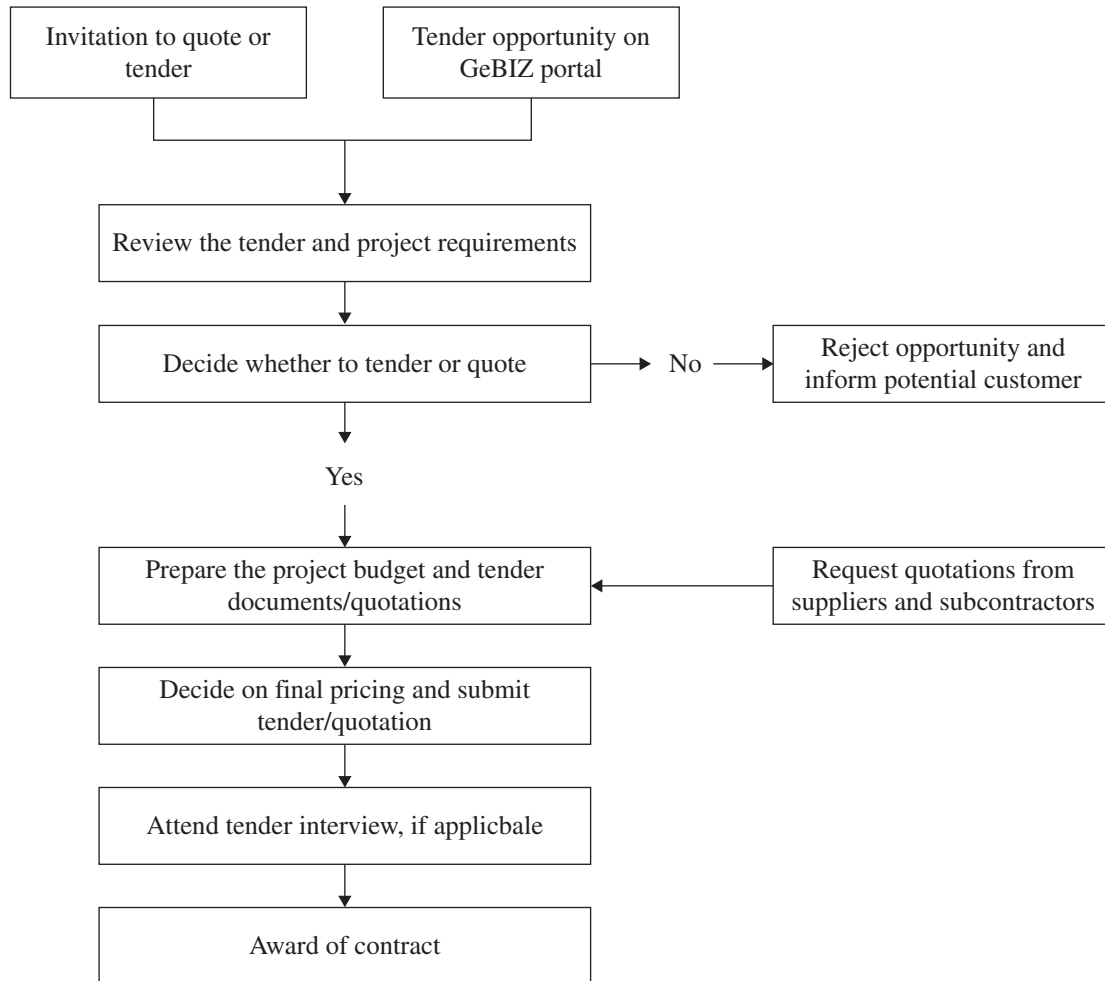 Invitation to quote or
tender
Tender opportunity on
GeBIZ portal
Review the tender and project requirements
Decide whether to tender or quote
No
Reject opportunity and
inform potential customer
Yes
Prepare the project budget and tender
documents/quotations
Request quotations from
suppliers and subcontractors
Decide on final pricing and submit
tender/quotation
Attend tender interview, if applicbale
Award of contract